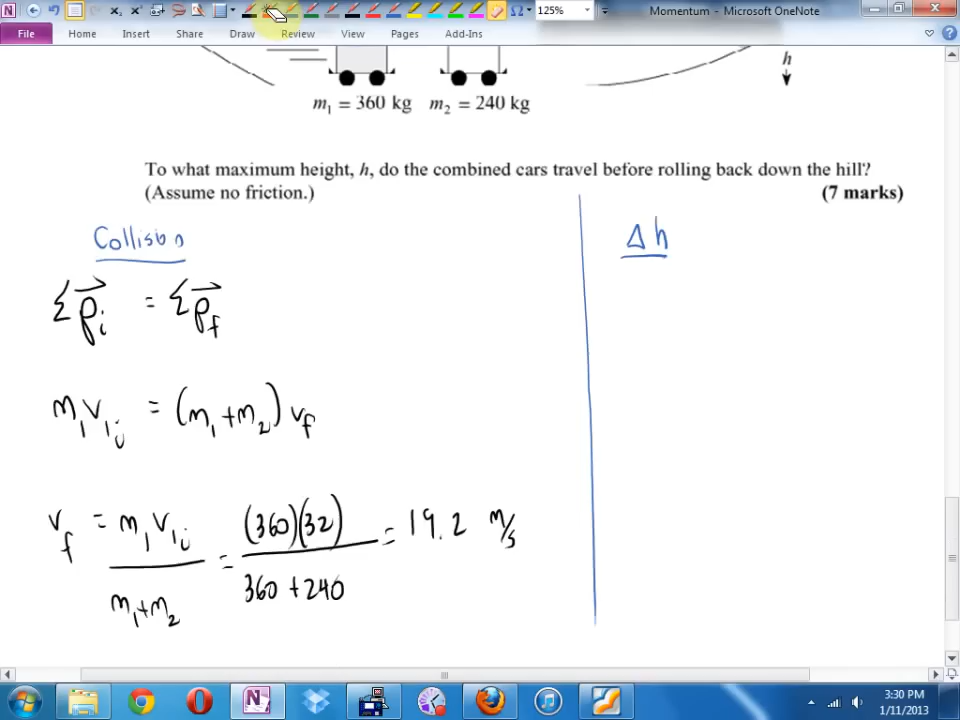 Momentum - Microsoft OneNote
125%
File Home Insert Share Draw Review View Pages Add-Ins
h
m₁ = 360 kg m₂ = 240 kg
To what maximum height, h, do the combined cars travel before rolling back down the hill?
(Assume no friction.) (7 marks)
Collision
Δh
Σp⃗ᵢ = Σp⃗_f
m₁v₁ᵢ = (m₁+m₂)v_f
v_f = m₁v₁ᵢ / (m₁+m₂) = (360)(32) / (360+240) = 19.2 m/s
3:30 PM
1/11/2013